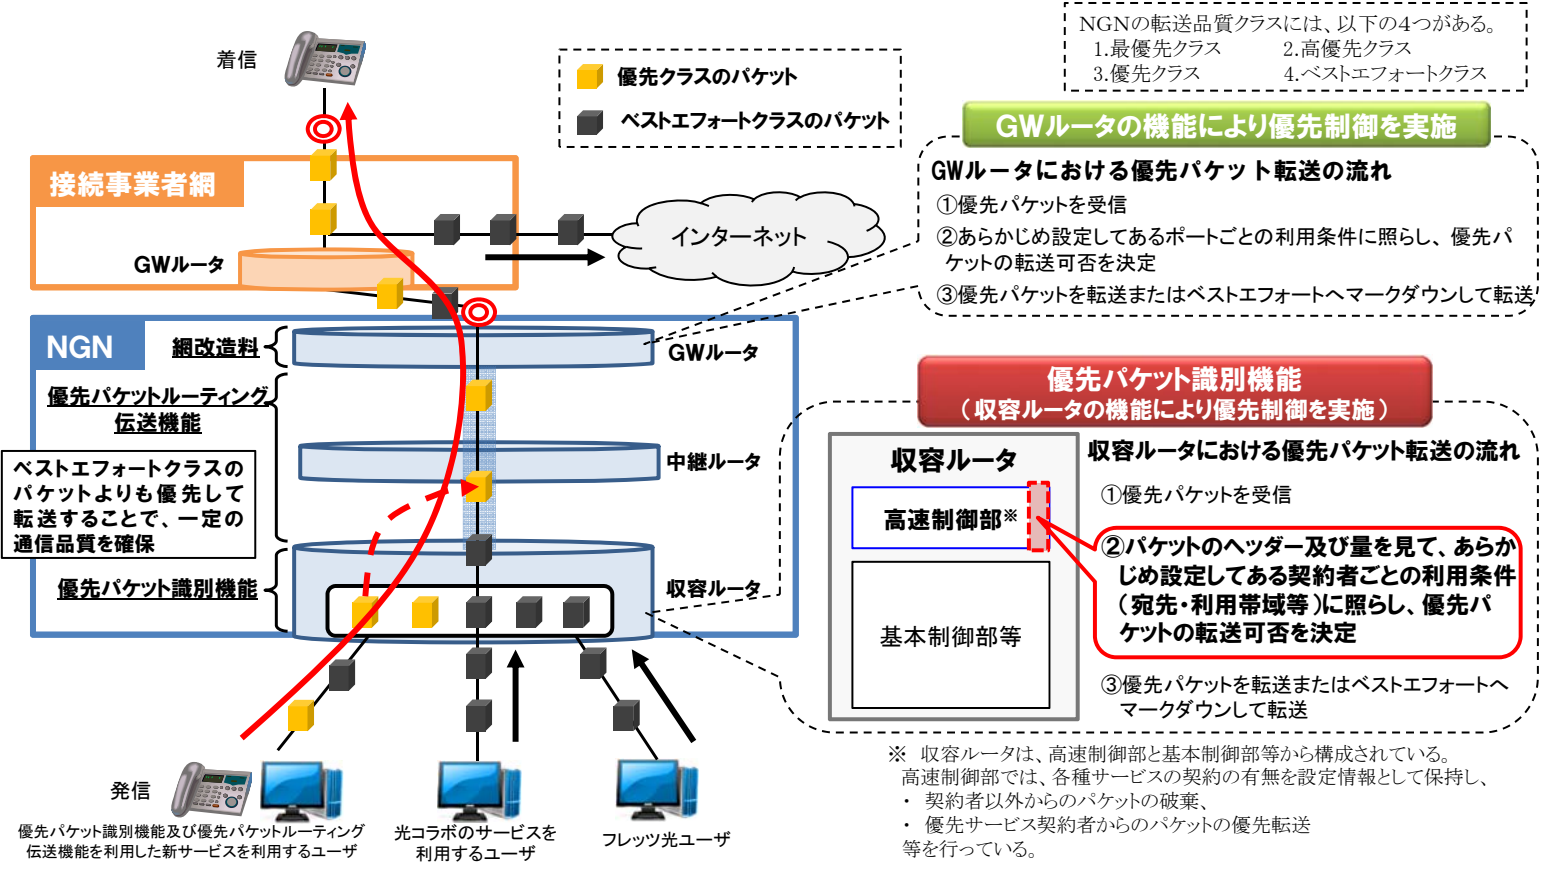 NGNの転送品質クラスには、以下の4つがある。
1.最優先クラス 2.高優先クラス
3.優先クラス 4.ベストエフォートクラス
着信
優先クラスのパケット
ベストエフォートクラスのパケット
GWルータの機能により優先制御を実施
GWルータにおける優先パケット転送の流れ
①優先パケットを受信
②あらかじめ設定してあるポートごとの利用条件に照らし、優先パ
ケットの転送可否を決定
③優先パケットを転送またはベストエフォートへマークダウンして転送
接続事業者網
GWルータ
インターネット
NGN
網改造料
GWルータ
優先パケットルーティング
伝送機能
中継ルータ
ベストエフォートクラスの
パケットよりも優先して
転送することで、一定の
通信品質を確保
優先パケット識別機能
収容ルータ
優先パケット識別機能
（収容ルータの機能により優先制御を実施）
収容ルータ
高速制御部※
基本制御部等
収容ルータにおける優先パケット転送の流れ
①優先パケットを受信
②パケットのヘッダー及び量を見て、あらか
じめ設定してある契約者ごとの利用条件
（宛先・利用帯域等）に照らし、優先パ
ケットの転送可否を決定
③優先パケットを転送またはベストエフォートへ
マークダウンして転送
※ 収容ルータは、高速制御部と基本制御部等から構成されている。
高速制御部では、各種サービスの契約の有無を設定情報として保持し、
・ 契約者以外からのパケットの破棄、
・ 優先サービス契約者からのパケットの優先転送
等を行っている。
発信
優先パケット識別機能及び優先パケットルーティング
伝送機能を利用した新サービスを利用するユーザ
光コラボのサービスを
利用するユーザ
フレッツ光ユーザ